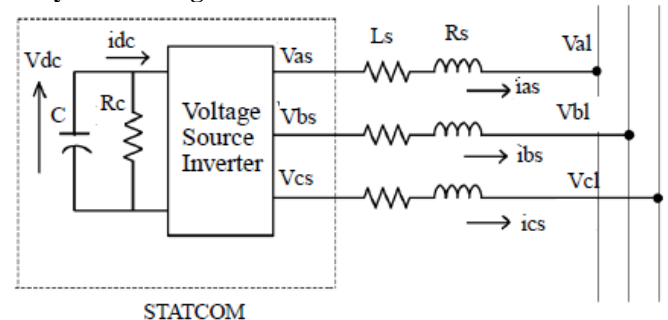 idc
Vdc
C
Rc
Voltage
Source
Inverter
Vas
Vbs
Vcs
Ls
Rs
Val
ias
Vbl
ibs
Vcl
ics
STATCOM